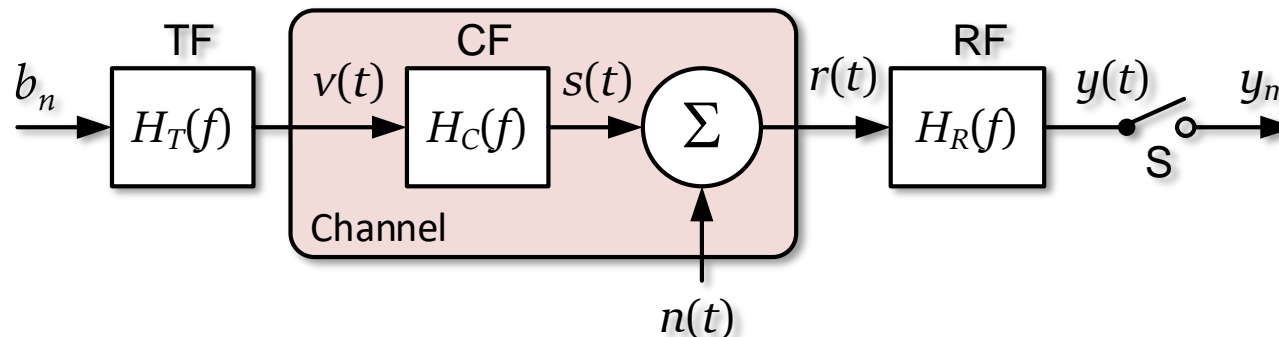 TF
CF
RF
b_n
H_T(f)
v(t)
H_C(f)
s(t)
Σ
r(t)
H_R(f)
y(t)
S
y_n
Channel
n(t)